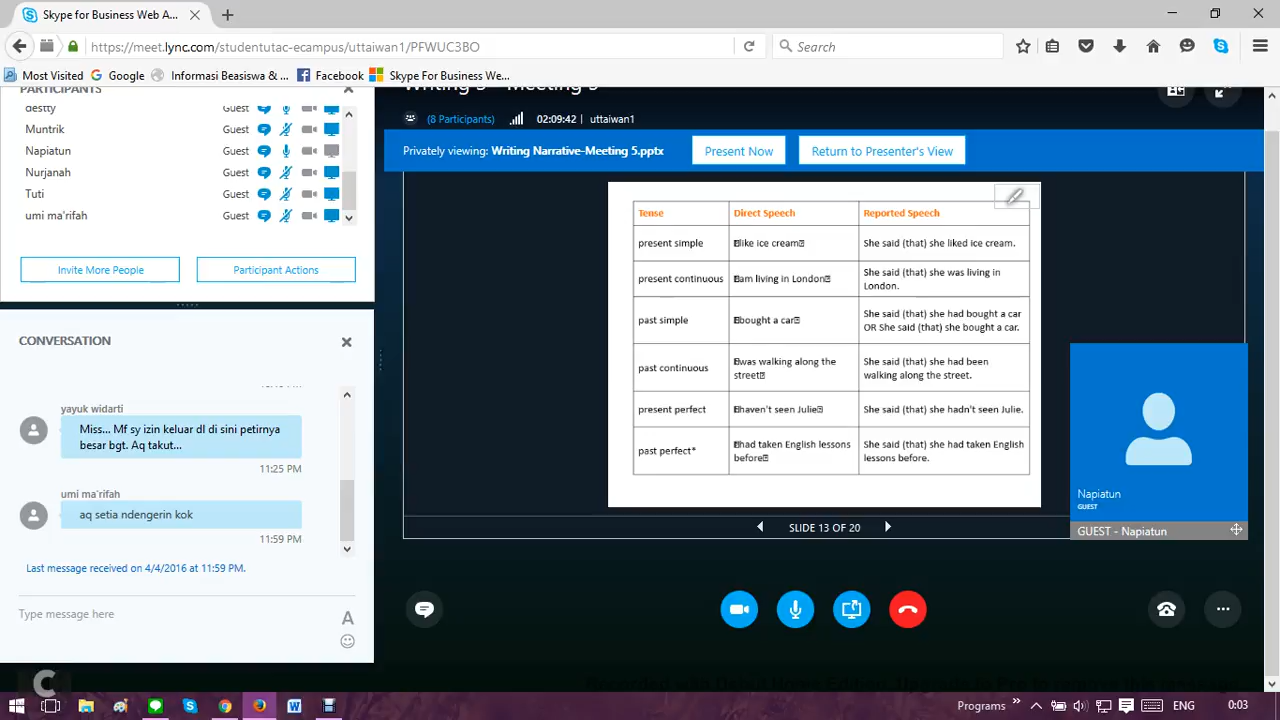 Skype for Business Web A...
https://meet.lync.com/studentutac-ecampus/uttaiwan1/PFWUC3BO
Search
Most Visited
Google
Informasi Beasiswa & ...
Facebook
Skype For Business We...
PARTICIPANTS
destty Guest
Muntrik Guest
Napiatun Guest
Nurjanah Guest
Tuti Guest
umi ma'rifah Guest
Invite More People
Participant Actions
CONVERSATION
yayuk widarti
Miss... Mf sy izin keluar dl di sini petirnya
besar bgt. Aq takut...
11:25 PM
umi ma'rifah
aq setia ndengerin kok
11:59 PM
Last message received on 4/4/2016 11:59 PM.
Type message here
A
(8 Participants)
02:09:42
uttaiwan1
Privately viewing: Writing Narrative-Meeting 5.pptx
Present Now
Return to Presenter's View
Tense Direct Speech Reported Speech
present simple like ice cream She said (that) she liked ice cream.
present continuous am living in London She said (that) she was living in
London.
past simple bought a car She said (that) she had bought a car
OR She said (that) she bought a car.
past continuous was walking along the
street
She said (that) she had been
walking along the street.
present perfect haven't seen Julie She said (that) she hadn't seen Julie.
past perfect* had taken English lessons
before
She said (that) she had taken English
lessons before.
SLIDE 13 OF 20
Napiatun
GUEST
GUEST - Napiatun
Programs
ENG
0:03